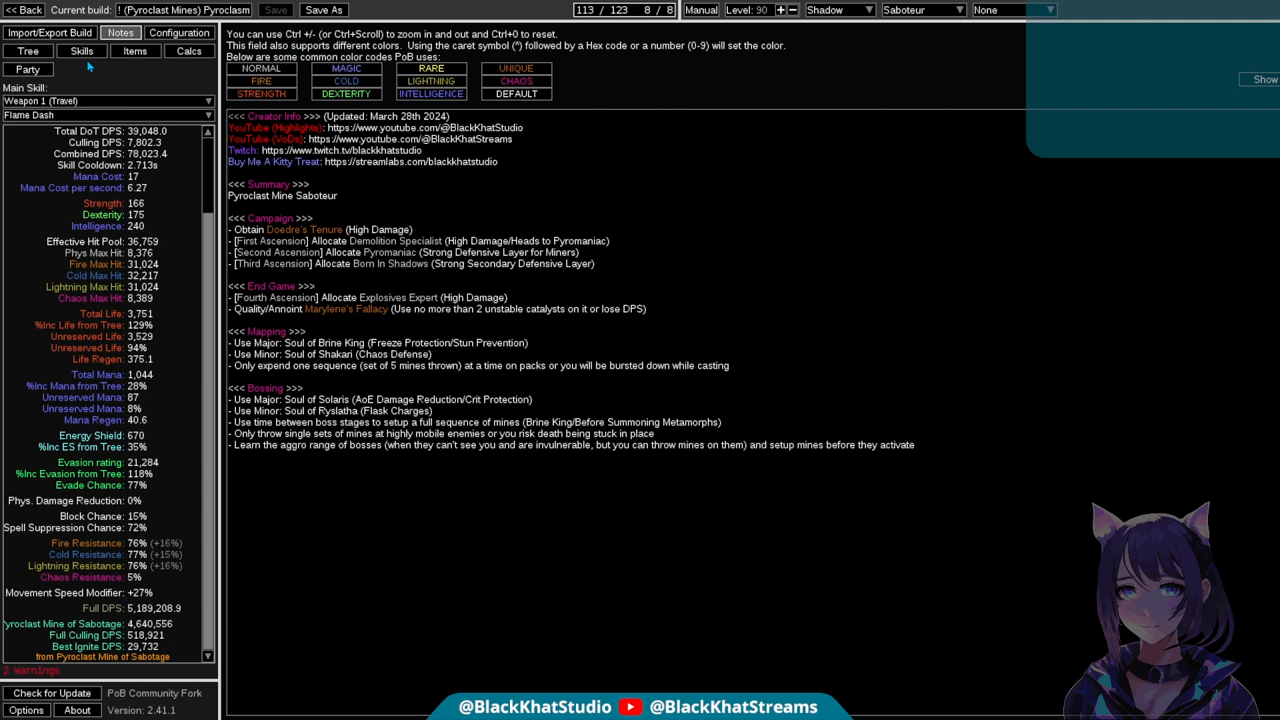 << Back
Current build:
! (Pyroclast Mines) Pyroclasm
Save
Save As
113 / 123   8 / 8
Manual
Level: 90
+
-
Shadow
Saboteur
None
Import/Export Build
Notes
Configuration
Tree
Skills
Items
Calcs
Party
Main Skill:
Weapon 1 (Travel)
Flame Dash
Total DoT DPS: 39,048.0
Culling DPS: 7,802.3
Combined DPS: 78,023.4
Skill Cooldown: 2.713s
Mana Cost: 17
Mana Cost per second: 6.27
Strength: 166
Dexterity: 175
Intelligence: 240
Effective Hit Pool: 36,759
Phys Max Hit: 8,376
Fire Max Hit: 31,024
Cold Max Hit: 32,217
Lightning Max Hit: 31,024
Chaos Max Hit: 8,389
Total Life: 3,751
%Inc Life from Tree: 129%
Unreserved Life: 3,529
Unreserved Life: 94%
Life Regen: 375.1
Total Mana: 1,044
%Inc Mana from Tree: 28%
Unreserved Mana: 87
Unreserved Mana: 8%
Mana Regen: 40.6
Energy Shield: 670
%Inc ES from Tree: 35%
Evasion rating: 21,284
%Inc Evasion from Tree: 118%
Evade Chance: 77%
Phys. Damage Reduction: 0%
Block Chance: 15%
Spell Suppression Chance: 72%
Fire Resistance: 76% (+16%)
Cold Resistance: 77% (+15%)
Lightning Resistance: 76% (+16%)
Chaos Resistance: 5%
Movement Speed Modifier: +27%
Full DPS: 5,189,208.9
yroclast Mine of Sabotage: 4,640,556
Full Culling DPS: 518,921
Best Ignite DPS: 29,732
from Pyroclast Mine of Sabotage
2 Warnings
Check for Update
PoB Community Fork
Options
About
Version: 2.41.1
You can use Ctrl +/- (or Ctrl+Scroll) to zoom in and out and Ctrl+0 to reset.
This field also supports different colors. Using the caret symbol (^) followed by a Hex code or a number (0-9) will set the color.
Below are some common color codes PoB uses:
NORMAL
MAGIC
RARE
UNIQUE
FIRE
COLD
LIGHTNING
CHAOS
STRENGTH
DEXTERITY
INTELLIGENCE
DEFAULT
Show
<<< Creator Info >>> (Updated: March 28th 2024)
YouTube (Highlights): https://www.youtube.com/@BlackKhatStudio
YouTube (VoDs): https://www.youtube.com/@BlackKhatStreams
Twitch: https://www.twitch.tv/blackkhatstudio
Buy Me A Kitty Treat: https://streamlabs.com/blackkhatstudio
<<< Summary >>>
Pyroclast Mine Saboteur
<<< Campaign >>>
- Obtain Doedre's Tenure (High Damage)
- [First Ascension] Allocate Demolition Specialist (High Damage/Heads to Pyromaniac)
- [Second Ascension] Allocate Pyromaniac (Strong Defensive Layer for Miners)
- [Third Ascension] Allocate Born In Shadows (Strong Secondary Defensive Layer)
<<< End Game >>>
- [Fourth Ascension] Allocate Explosives Expert (High Damage)
- Quality/Annoint Marylene's Fallacy (Use no more than 2 unstable catalysts on it or lose DPS)
<<< Mapping >>>
- Use Major: Soul of Brine King (Freeze Protection/Stun Prevention)
- Use Minor: Soul of Shakari (Chaos Defense)
- Only expend one sequence (set of 5 mines thrown) at a time on packs or you will be bursted down while casting
<<< Bossing >>>
- Use Major: Soul of Solaris (AoE Damage Reduction/Crit Protection)
- Use Minor: Soul of Ryslatha (Flask Charges)
- Use time between boss stages to setup a full sequence of mines (Brine King/Before Summoning Metamorphs)
- Only throw single sets of mines at highly mobile enemies or you risk death being stuck in place
- Learn the aggro range of bosses (when they can't see you and are invulnerable, but you can throw mines on them) and setup mines before they activate
@BlackKhatStudio
@BlackKhatStreams